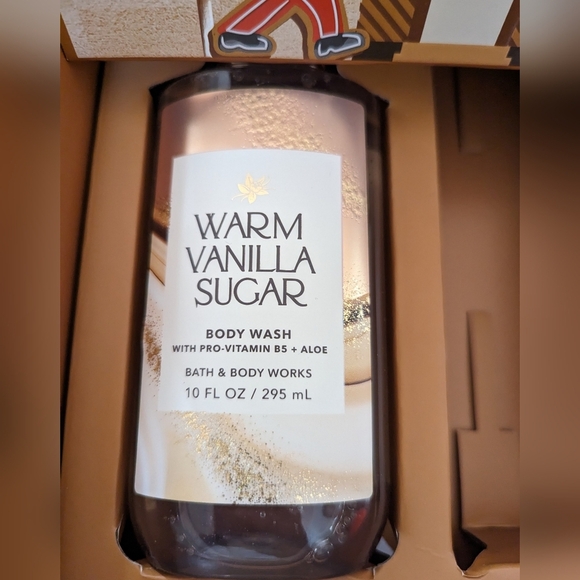 WARM
VANILLA
SUGAR
BODY WASH
WITH PRO-VITAMIN B5 + ALOE
BATH & BODY WORKS
10 FL OZ / 295 mL